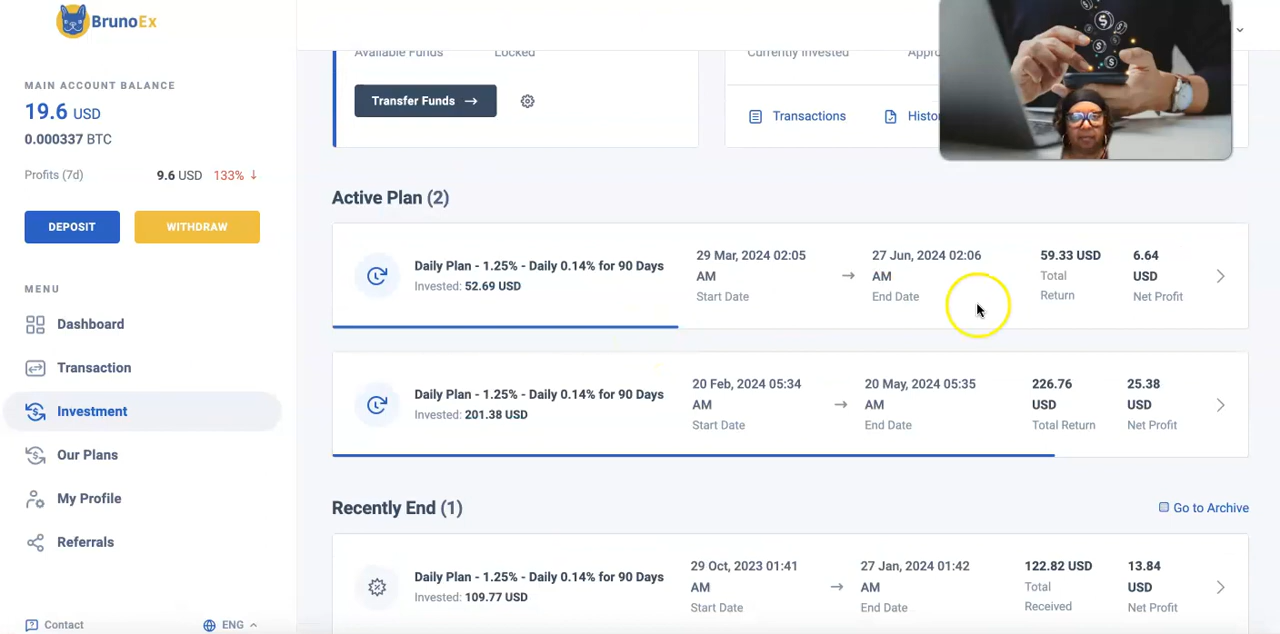 BrunoEx
MAIN ACCOUNT BALANCE
19.6 USD
0.000337 BTC
Profits (7d) 9.6 USD 133% ↓
DEPOSIT
WITHDRAW
MENU
Dashboard
Transaction
Investment
Our Plans
My Profile
Referrals
Contact
ENG
Available Funds
Locked
Transfer Funds →
Currently Invested
Transactions
Active Plan (2)
Daily Plan - 1.25% - Daily 0.14% for 90 Days
Invested: 52.69 USD
29 Mar, 2024 02:05
AM
Start Date
→
27 Jun, 2024 02:06
AM
End Date
59.33 USD
Total
Return
6.64
USD
Net Profit
Daily Plan - 1.25% - Daily 0.14% for 90 Days
Invested: 201.38 USD
20 Feb, 2024 05:34
AM
Start Date
→
20 May, 2024 05:35
AM
End Date
226.76
USD
Total Return
25.38
USD
Net Profit
Recently End (1)
Go to Archive
Daily Plan - 1.25% - Daily 0.14% for 90 Days
Invested: 109.77 USD
29 Oct, 2023 01:41
AM
Start Date
→
27 Jan, 2024 01:42
AM
End Date
122.82 USD
Total
Received
13.84
USD
Net Profit